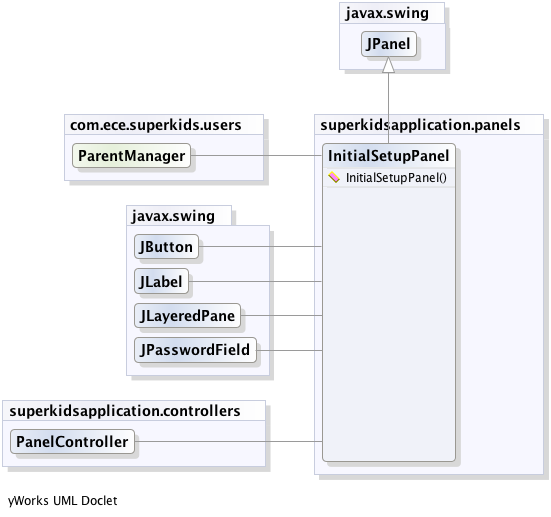 javax.swing
JPanel
com.ece.superkids.users
ParentManager
superkidsapplication.panels
InitialSetupPanel
InitialSetupPanel()
javax.swing
JButton
JLabel
JLayeredPane
JPasswordField
superkidsapplication.controllers
PanelController
yWorks UML Doclet